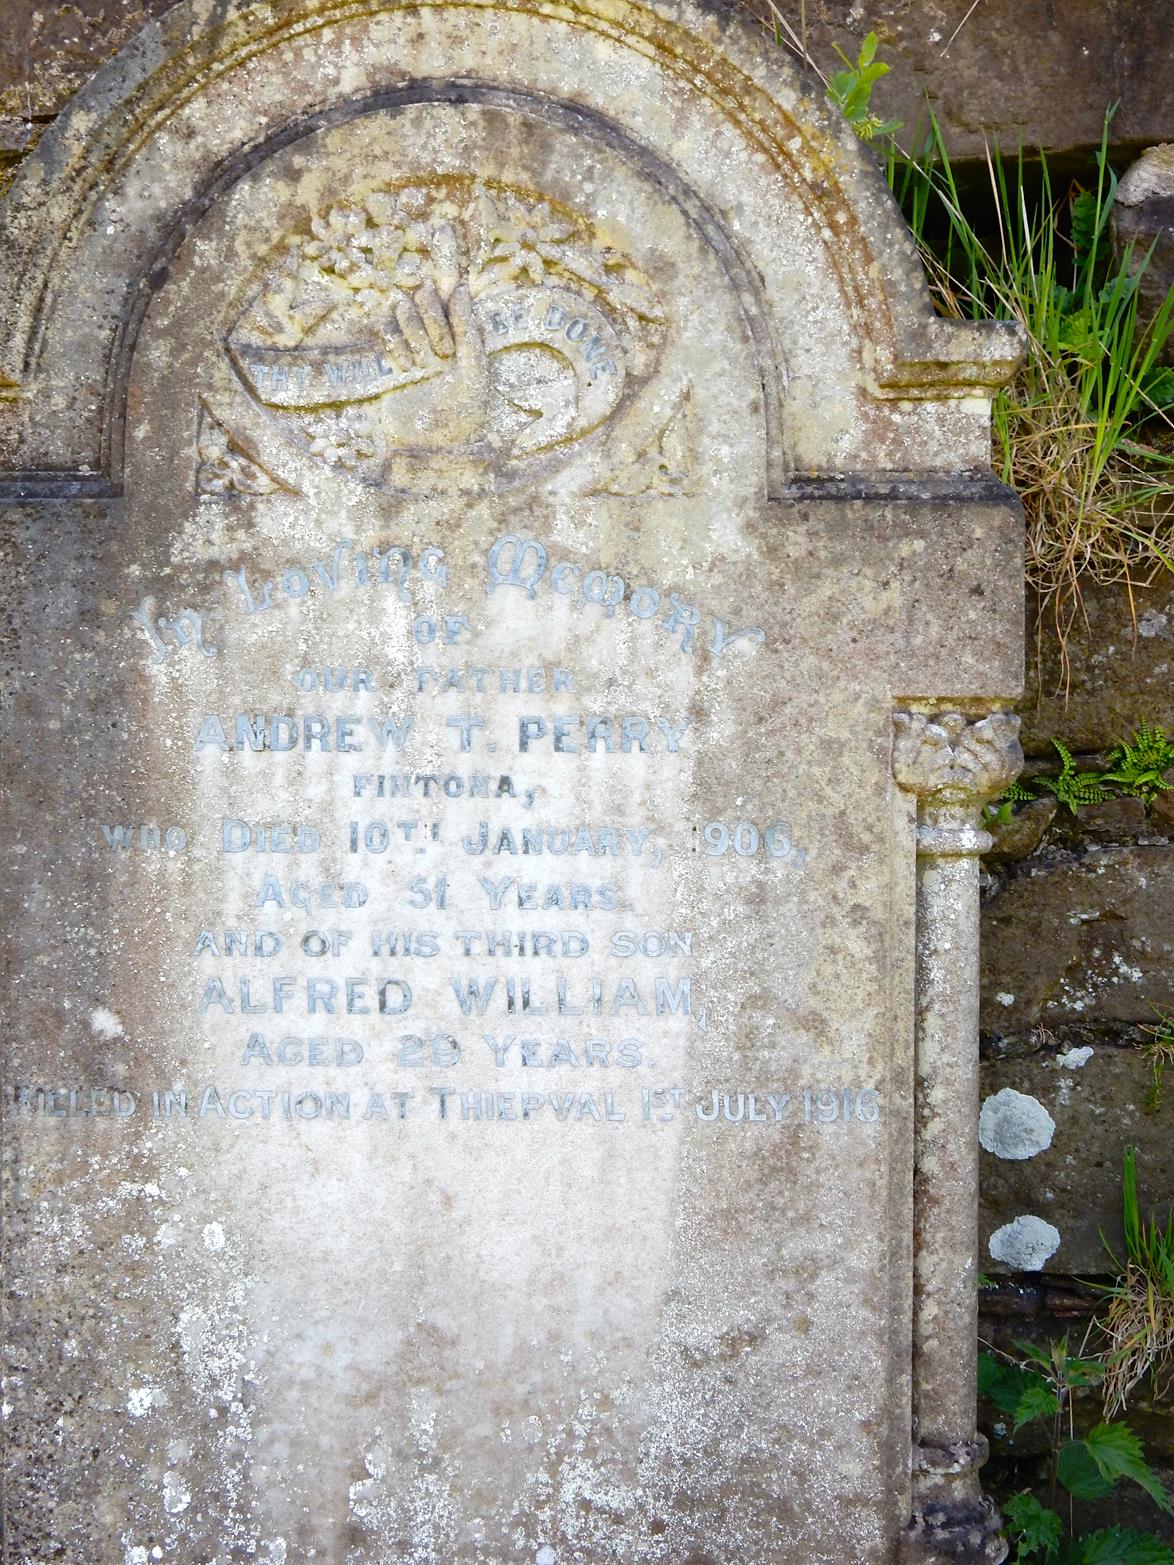 THY WILL BE DONE
In Loving Memory
OF
OUR FATHER
ANDREW T. PERRY
FINTONA,
WHO DIED 10TH JANUARY, 1906,
AGED 51 YEARS.
AND OF HIS THIRD SON
ALFRED WILLIAM,
AGED 29 YEARS.
KILLED IN ACTION AT THIEPVAL 1ST JULY 1916